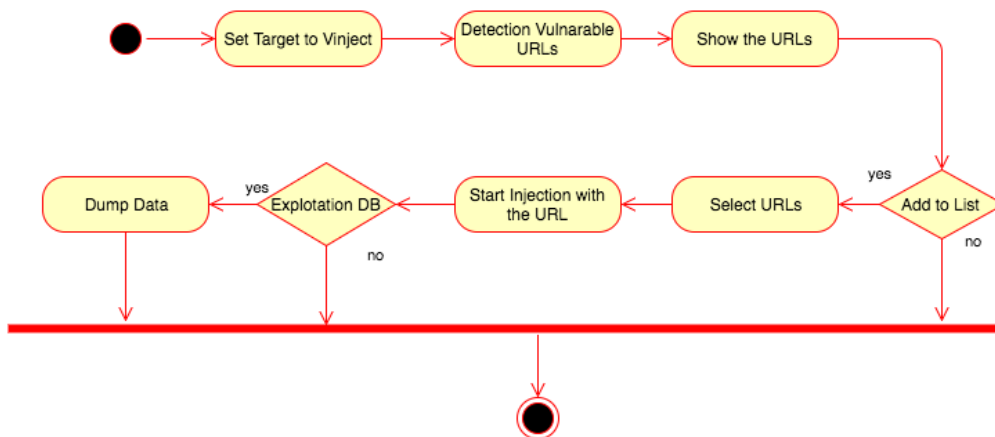 Set Target to Vinject
Detection Vulnarable
URLs
Show the URLs
yes
Add to List
no
Select URLs
Start Injection with
the URL
Explotation DB
yes
no
Dump Data